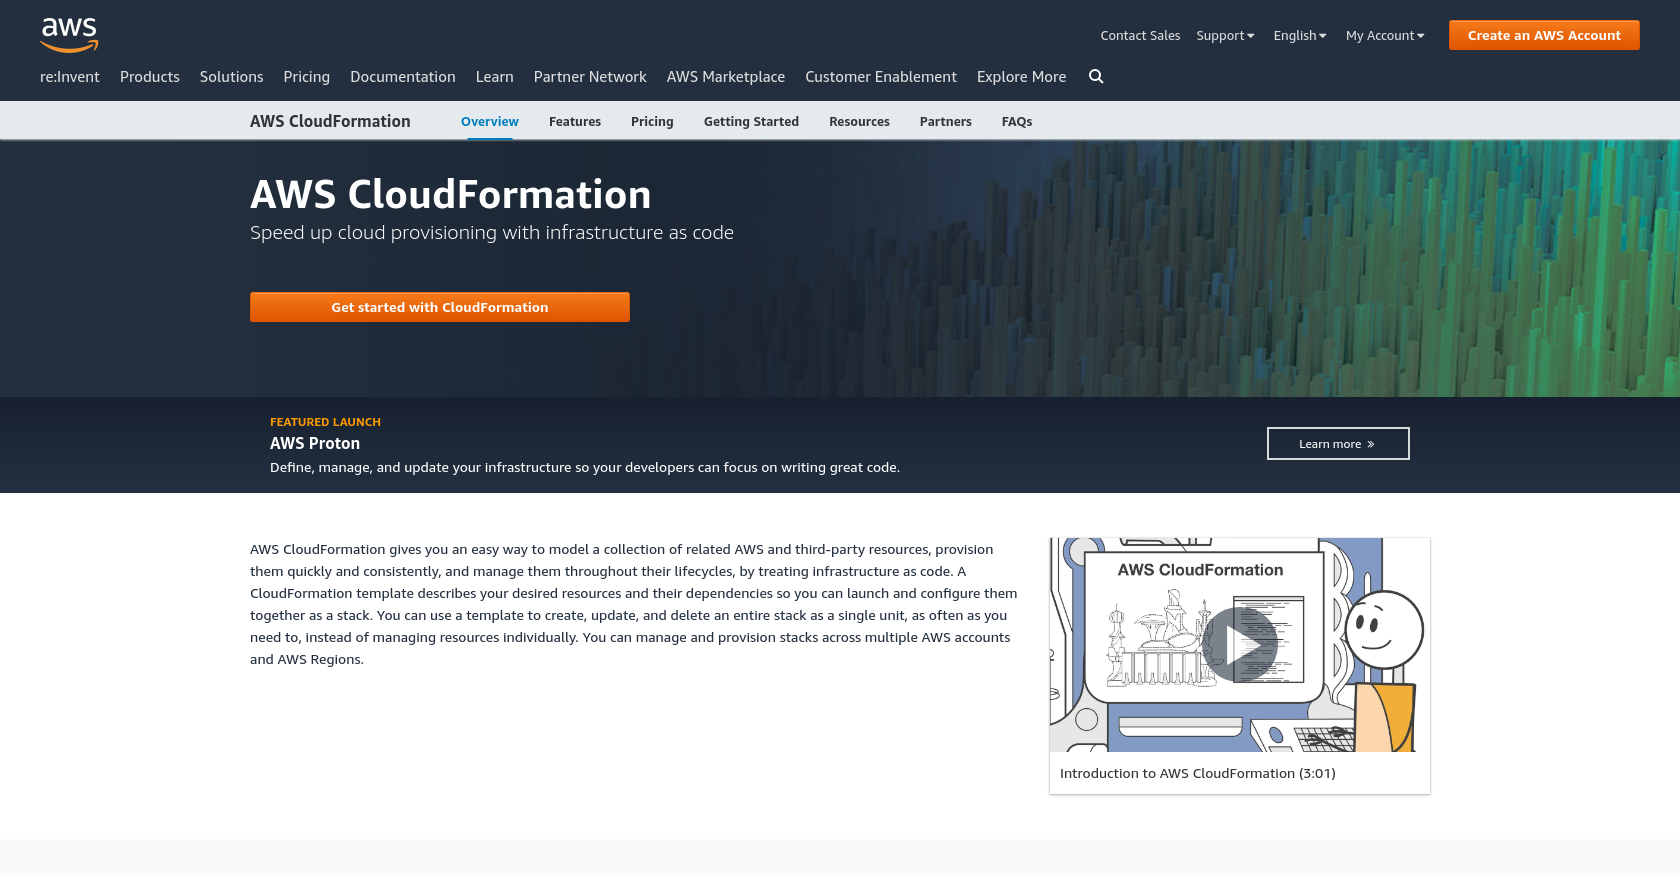 aws
Contact Sales Support English My Account Create an AWS Account
re:Invent Products Solutions Pricing Documentation Learn Partner Network AWS Marketplace Customer Enablement Explore More
AWS CloudFormation Overview Features Pricing Getting Started Resources Partners FAQs
AWS CloudFormation
Speed up cloud provisioning with infrastructure as code
Get started with CloudFormation
FEATURED LAUNCH
AWS Proton
Define, manage, and update your infrastructure so your developers can focus on writing great code.
Learn more »
AWS CloudFormation gives you an easy way to model a collection of related AWS and third-party resources, provision
them quickly and consistently, and manage them throughout their lifecycles, by treating infrastructure as code. A
CloudFormation template describes your desired resources and their dependencies so you can launch and configure them
together as a stack. You can use a template to create, update, and delete an entire stack as a single unit, as often as you
need to, instead of managing resources individually. You can manage and provision stacks across multiple AWS accounts
and AWS Regions.
AWS CloudFormation
Introduction to AWS CloudFormation (3:01)